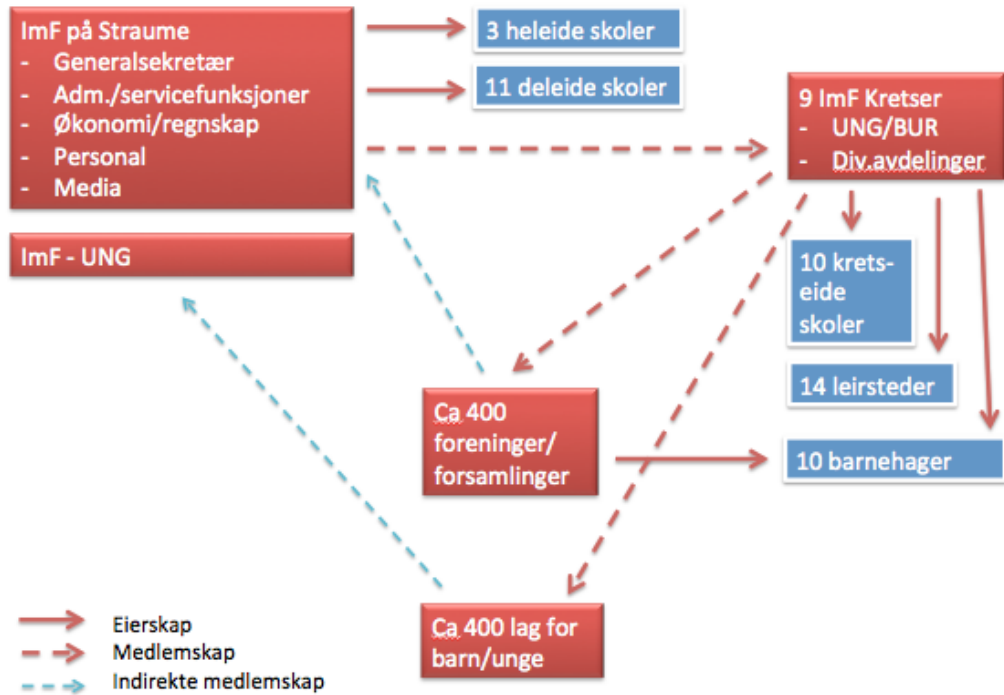 ImF på Straume
- Generalsekretær
- Adm./servicefunksjoner
- Økonomi/regnskap
- Personal
- Media
ImF - UNG
3 heleide skoler
11 deleide skoler
9 ImF Kretser
- UNG/BUR
- Div.avdelinger
10 krets-
eide
skoler
14 leirsteder
10 barnehager
Ca 400
foreninger/
forsamlinger
Ca 400 lag for
barn/unge
Eierskap
Medlemskap
Indirekte medlemskap